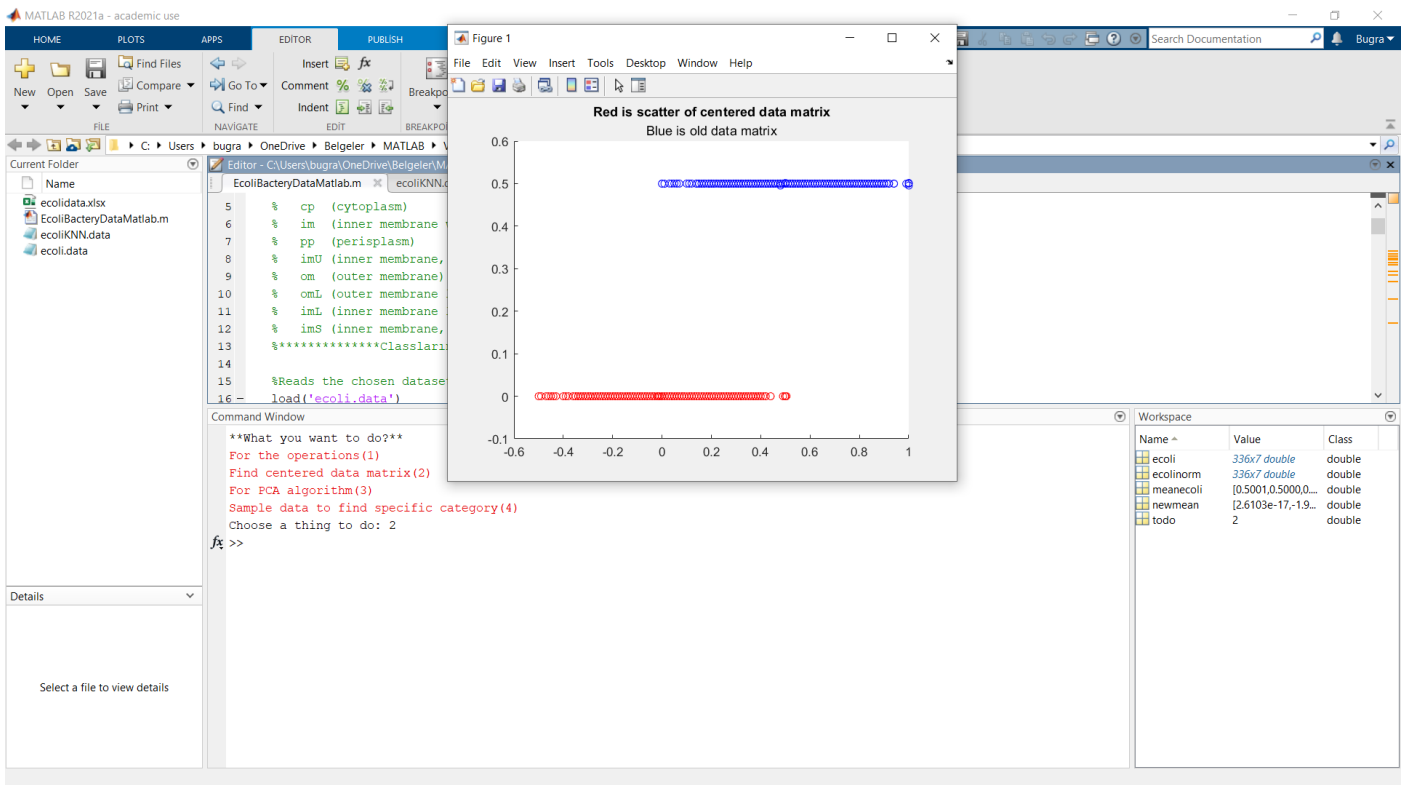 MATLAB R2021a - academic use
HOME PLOTS APPS EDİTOR PUBLİSH
Search Documentation
Bugra
New Open Save
Find Files
Compare
Print
Go To
Find
Insert fx
Comment
Indent
Breakpo
FİLE NAVİGATE EDİT BREAKPOI
C: Users bugra OneDrive Belgeler MATLAB
Current Folder
Name
ecolidata.xlsx
EcoliBacteryDataMatlab.m
ecoliKNN.data
ecoli.data
Details
Select a file to view details
Editor - C:\Users\bugra\OneDrive\Belgeler\M
EcoliBacteryDataMatlab.m ecoliKNN.
5 % cp (cytoplasm)
6 % im (inner membrane
7 % pp (perisplasm)
8 % imU (inner membrane,
9 % om (outer membrane)
10 % omL (outer membrane
11 % imL (inner membrane
12 % imS (inner membrane,
13 %**************Classları
14
15 %Reads the chosen datase
16 – load('ecoli.data')
Figure 1
File Edit View Insert Tools Desktop Window Help
Red is scatter of centered data matrix
Blue is old data matrix
0.6
0.5
0.4
0.3
0.2
0.1
0
-0.1
-0.6 -0.4 -0.2 0 0.2 0.4 0.6 0.8 1
Command Window
**What you want to do?**
For the operations(1)
Find centered data matrix(2)
For PCA algorithm(3)
Sample data to find specific category(4)
Choose a thing to do: 2
fx >>
Workspace
Name Value Class
ecoli 336x7 double double
ecolinorm 336x7 double double
meanecoli [0.5001,0.5000,0.... double
newmean [2.6103e-17,-1.9... double
todo 2 double